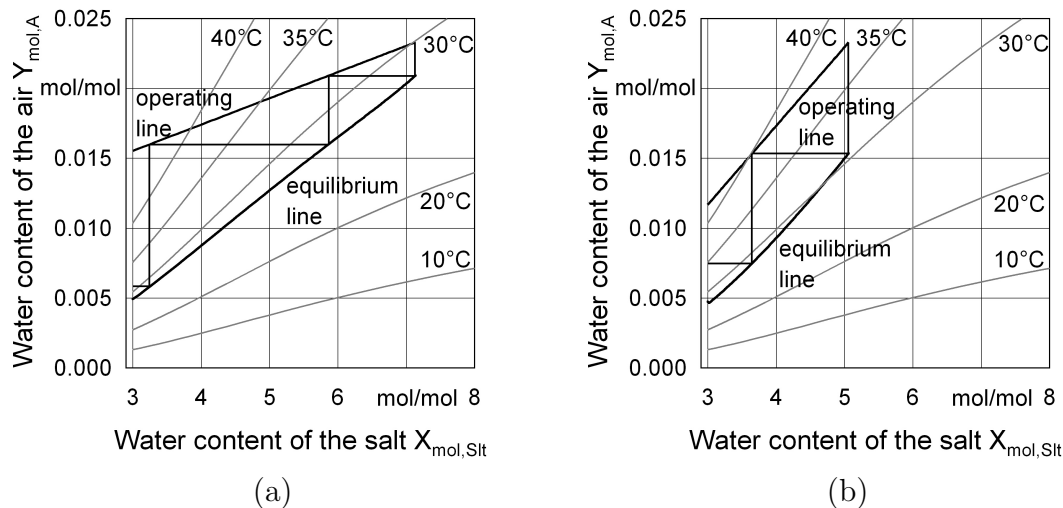 Water content of the air Y_mol,A
0.025
mol/mol
0.015
0.010
0.005
0.000
40°C
35°C
30°C
20°C
10°C
operating
line
equilibrium
line
3 4 5 6 mol/mol 8
Water content of the salt X_mol,Slt
(a)
Water content of the air Y_mol,A
0.025
mol/mol
0.015
0.010
0.005
0.000
40°C
35°C
30°C
20°C
10°C
operating
line
equilibrium
line
3 4 5 6 mol/mol 8
Water content of the salt X_mol,Slt
(b)